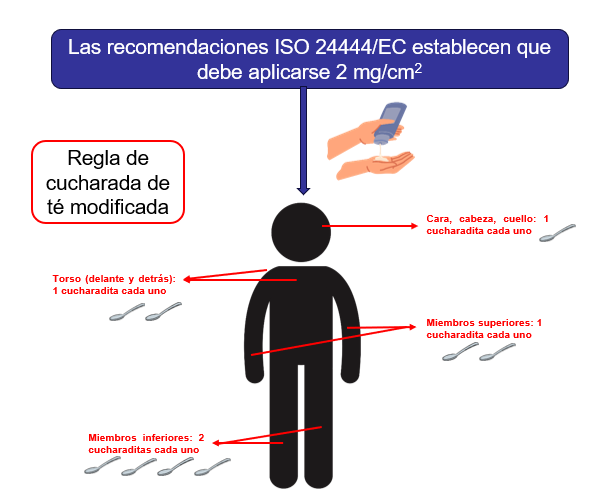 Las recomendaciones ISO 24444/EC establecen que
debe aplicarse 2 mg/cm²
Regla de
cucharada de
té modificada
Cara, cabeza, cuello: 1
cucharadita cada uno
Torso (delante y detrás):
1 cucharadita cada uno
Miembros superiores: 1
cucharadita cada uno
Miembros inferiores: 2
cucharaditas cada uno